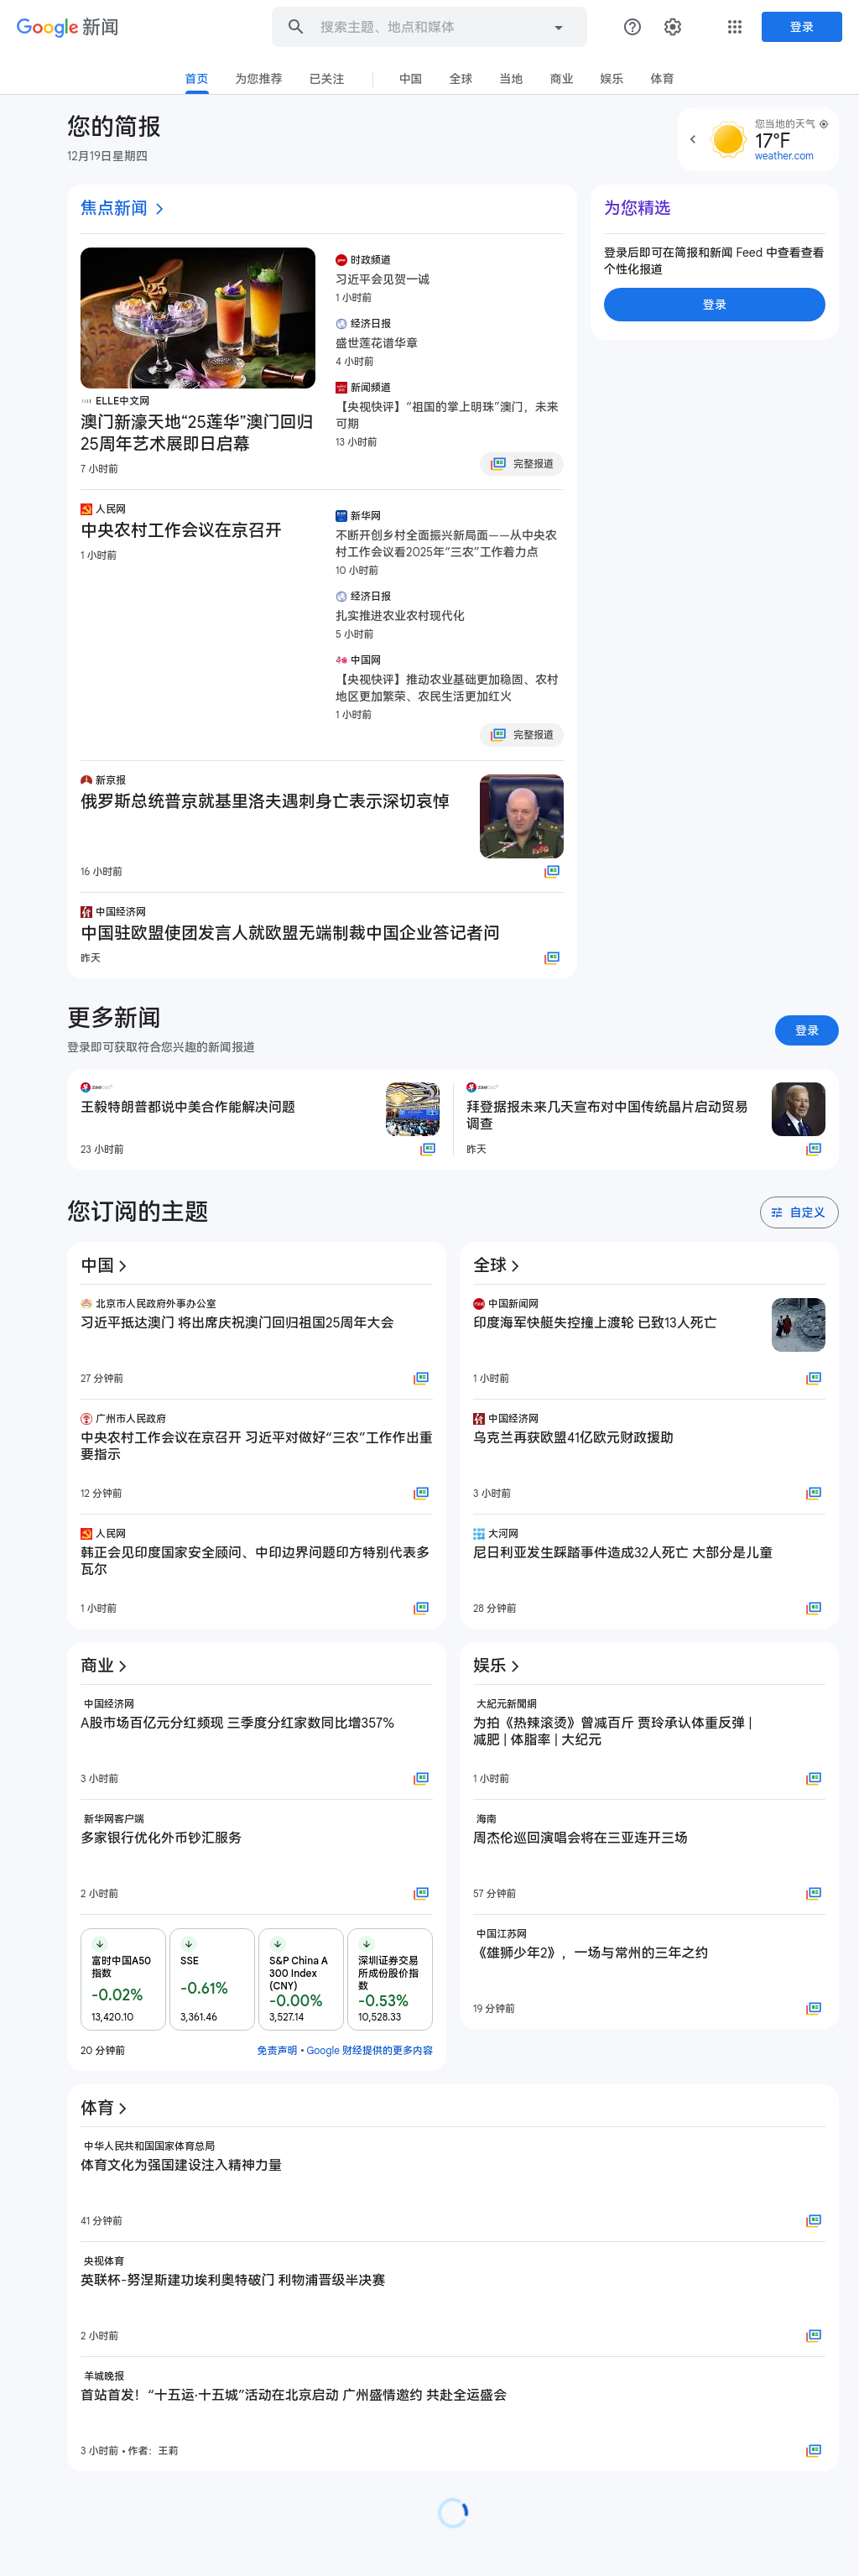 Google 新闻
搜索主题、地点和媒体
登录
首页
为您推荐
已关注
中国
全球
当地
商业
娱乐
体育
您的简报
12月19日星期四
您当地的天气
17°F
weather.com
焦点新闻
ELLE中文网
澳门新濠天地“25莲华”澳门回归
25周年艺术展即日启幕
7 小时前
时政频道
习近平会见贺一诚
1 小时前
经济日报
盛世莲花谱华章
4 小时前
新闻频道
【央视快评】“祖国的掌上明珠”澳门，未来
可期
13 小时前
完整报道
人民网
中央农村工作会议在京召开
1 小时前
新华网
不断开创乡村全面振兴新局面——从中央农
村工作会议看2025年“三农”工作着力点
10 小时前
经济日报
扎实推进农业农村现代化
5 小时前
中国网
【央视快评】推动农业基础更加稳固、农村
地区更加繁荣、农民生活更加红火
1 小时前
完整报道
新京报
俄罗斯总统普京就基里洛夫遇刺身亡表示深切哀悼
16 小时前
中国经济网
中国驻欧盟使团发言人就欧盟无端制裁中国企业答记者问
昨天
为您精选
登录后即可在简报和新闻 Feed 中查看查看
个性化报道
登录
更多新闻
登录即可获取符合您兴趣的新闻报道
登录
王毅特朗普都说中美合作能解决问题
23 小时前
拜登据报未来几天宣布对中国传统晶片启动贸易
调查
昨天
您订阅的主题
自定义
中国
北京市人民政府外事办公室
习近平抵达澳门 将出席庆祝澳门回归祖国25周年大会
27 分钟前
广州市人民政府
中央农村工作会议在京召开 习近平对做好“三农”工作作出重
要指示
12 分钟前
人民网
韩正会见印度国家安全顾问、中印边界问题印方特别代表多
瓦尔
1 小时前
全球
中国新闻网
印度海军快艇失控撞上渡轮 已致13人死亡
1 小时前
中国经济网
乌克兰再获欧盟41亿欧元财政援助
3 小时前
大河网
尼日利亚发生踩踏事件造成32人死亡 大部分是儿童
28 分钟前
商业
中国经济网
A股市场百亿元分红频现 三季度分红家数同比增357%
3 小时前
新华网客户端
多家银行优化外币钞汇服务
2 小时前
富时中国A50
指数
-0.02%
13,420.10
SSE
-0.61%
3,361.46
S&P China A
300 Index
(CNY)
-0.00%
3,527.14
深圳证券交易
所成份股价指
数
-0.53%
10,528.33
20 分钟前
免责声明 • Google 财经提供的更多内容
娱乐
大紀元新聞網
为拍《热辣滚烫》曾减百斤 贾玲承认体重反弹 |
减肥 | 体脂率 | 大纪元
1 小时前
海南
周杰伦巡回演唱会将在三亚连开三场
57 分钟前
中国江苏网
《雄狮少年2》，一场与常州的三年之约
19 分钟前
体育
中华人民共和国国家体育总局
体育文化为强国建设注入精神力量
41 分钟前
央视体育
英联杯-努涅斯建功埃利奥特破门 利物浦晋级半决赛
2 小时前
羊城晚报
首站首发！“十五运·十五城”活动在北京启动 广州盛情邀约 共赴全运盛会
3 小时前 • 作者：王莉